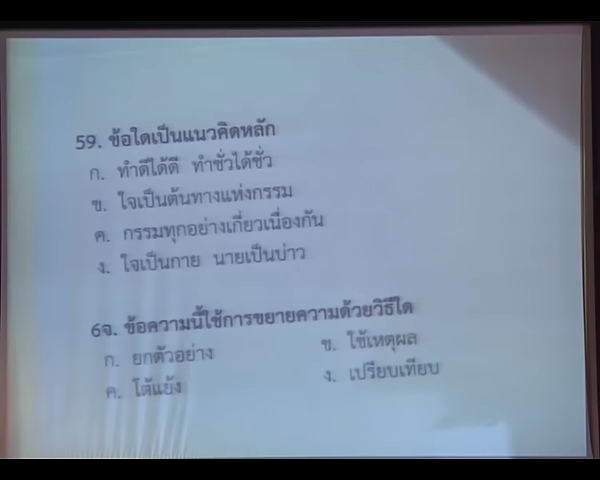 59. ข้อใดเป็นแนวคิดหลัก
ก. ทำดีได้ดี ทำชั่วได้ชั่ว
ข. ใจเป็นต้นทางแห่งกรรม
ค. กรรมทุกอย่างเกี่ยวเนื่องกัน
ง. ใจเป็นกาย นายเป็นบ่าว
6จ. ข้อความนี้ใช้การขยายความด้วยวิธีใด
ก. ยกตัวอย่าง ข. ใช้เหตุผล
ค. โต้แย้ง ง. เปรียบเทียบ